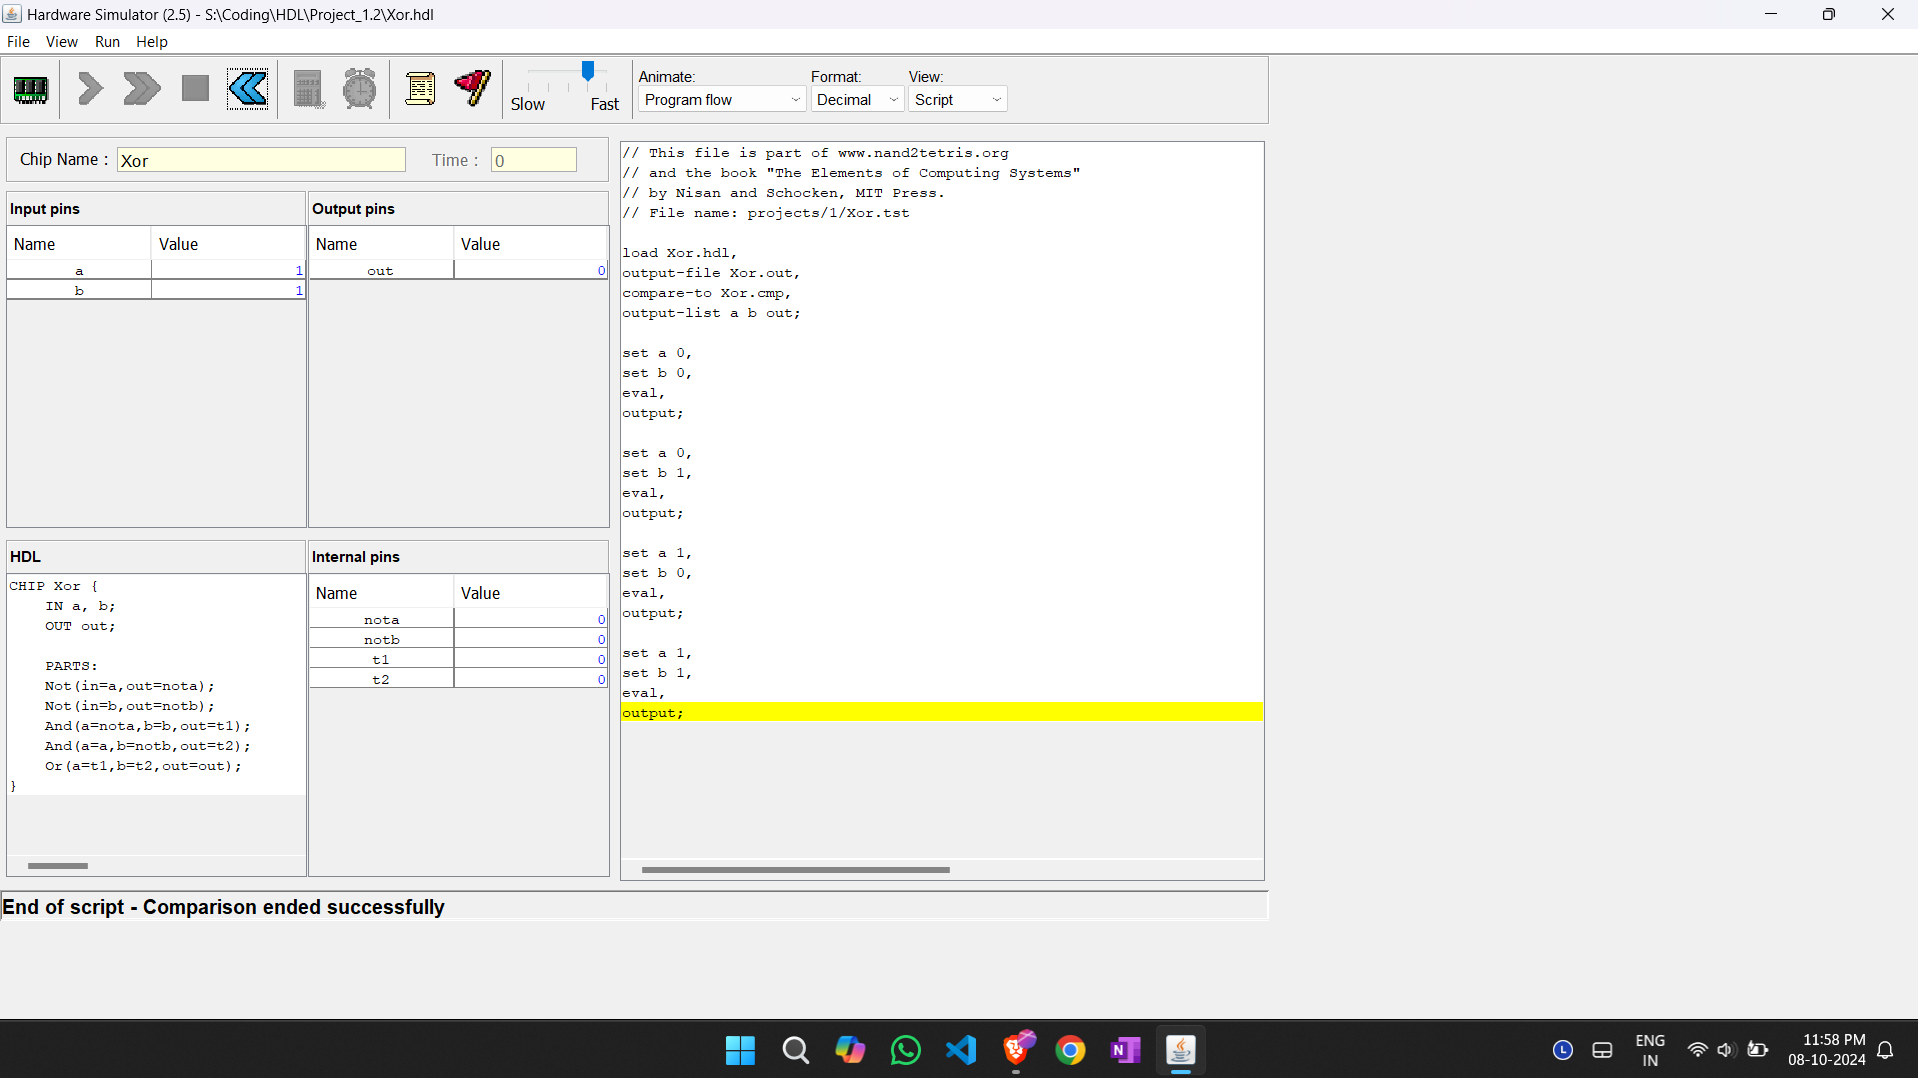 Hardware Simulator (2.5) - S:\Coding\HDL\Project_1.2\Xor.hdl
File View Run Help
Slow Fast
Animate: Format: View:
Program flow Decimal Script
Chip Name : Xor Time : 0
Input pins
Name Value
a 1
b 1
Output pins
Name Value
out 0
HDL
CHIP Xor {
    IN a, b;
    OUT out;

    PARTS:
    Not(in=a,out=nota);
    Not(in=b,out=notb);
    And(a=nota,b=b,out=t1);
    And(a=a,b=notb,out=t2);
    Or(a=t1,b=t2,out=out);
}
Internal pins
Name Value
nota 0
notb 0
t1 0
t2 0
// This file is part of www.nand2tetris.org
// and the book "The Elements of Computing Systems"
// by Nisan and Schocken, MIT Press.
// File name: projects/1/Xor.tst

load Xor.hdl,
output-file Xor.out,
compare-to Xor.cmp,
output-list a b out;

set a 0,
set b 0,
eval,
output;

set a 0,
set b 1,
eval,
output;

set a 1,
set b 0,
eval,
output;

set a 1,
set b 1,
eval,
output;
End of script - Comparison ended successfully
N
L
ENG
IN
11:58 PM
08-10-2024